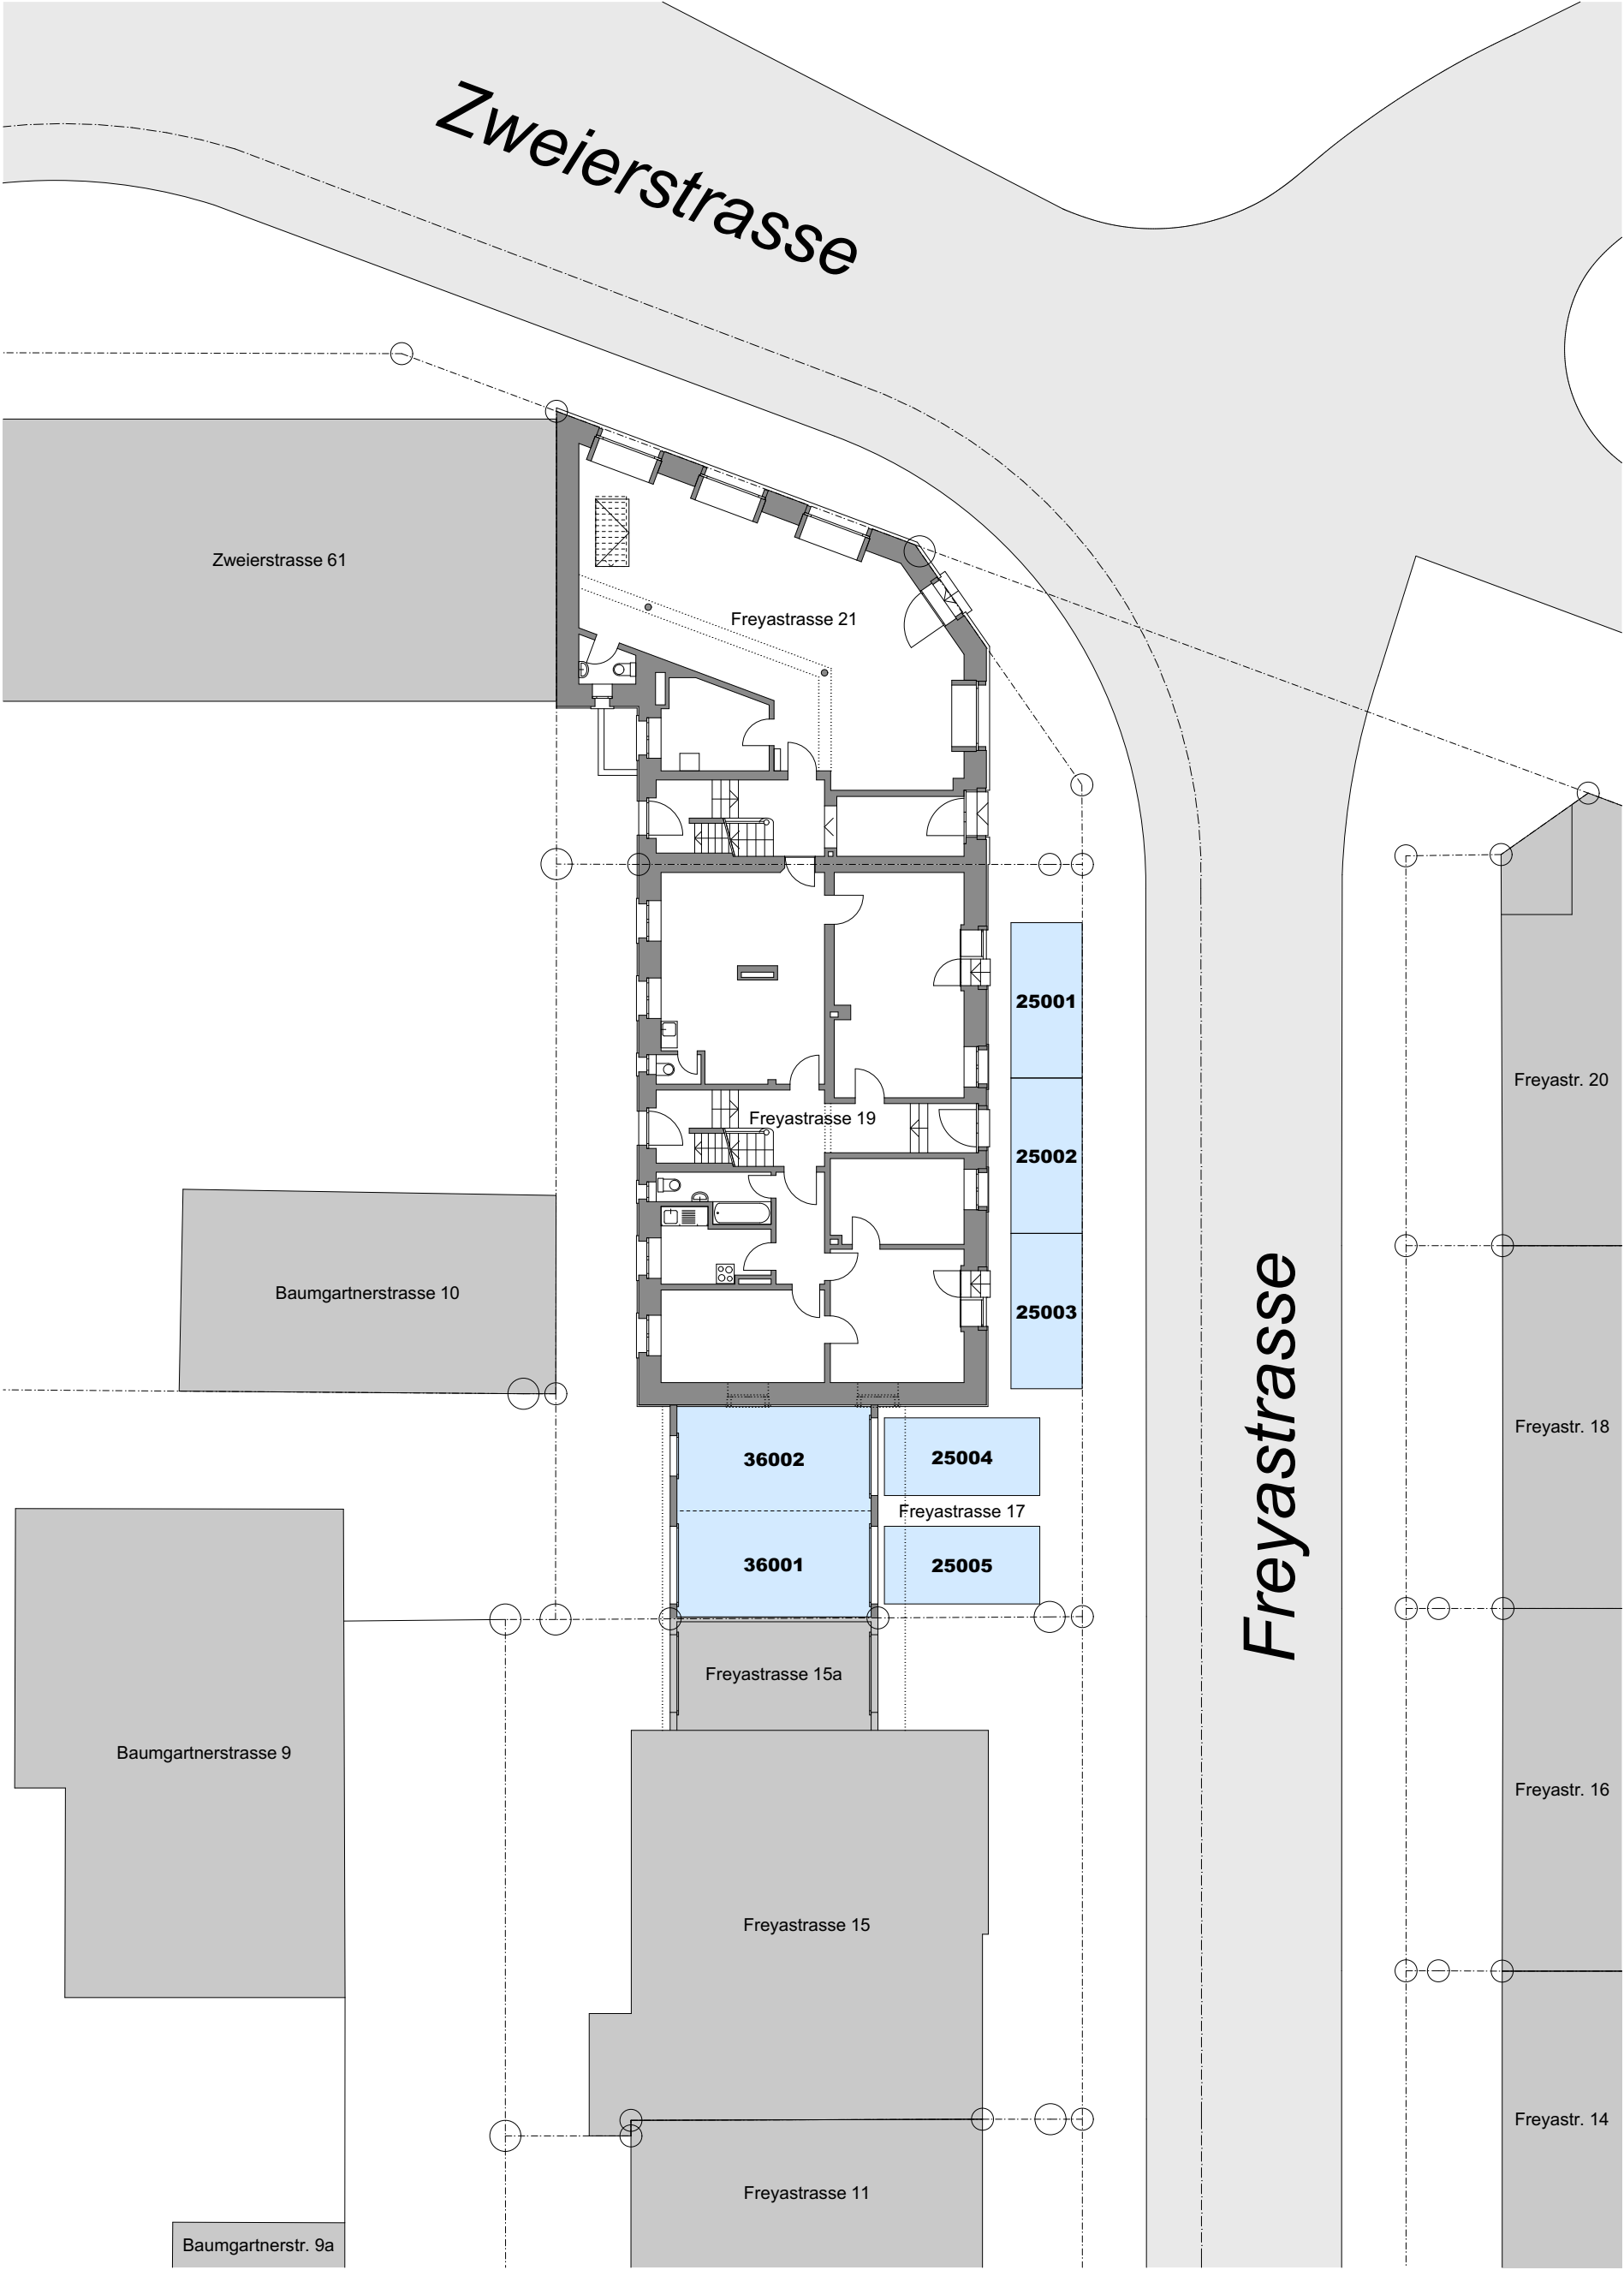 Zweierstrasse
Zweierstrasse 61
Freyastrasse 21
25001
Freyastr. 20
Freyastrasse 19
25002
Baumgartnerstrasse 10
25003
Freyastrasse
Freyastr. 18
36002
25004
Freyastrasse 17
36001
25005
Freyastrasse 15a
Baumgartnerstrasse 9
Freyastr. 16
Freyastrasse 15
Freyastr. 14
Freyastrasse 11
Baumgartnerstr. 9a